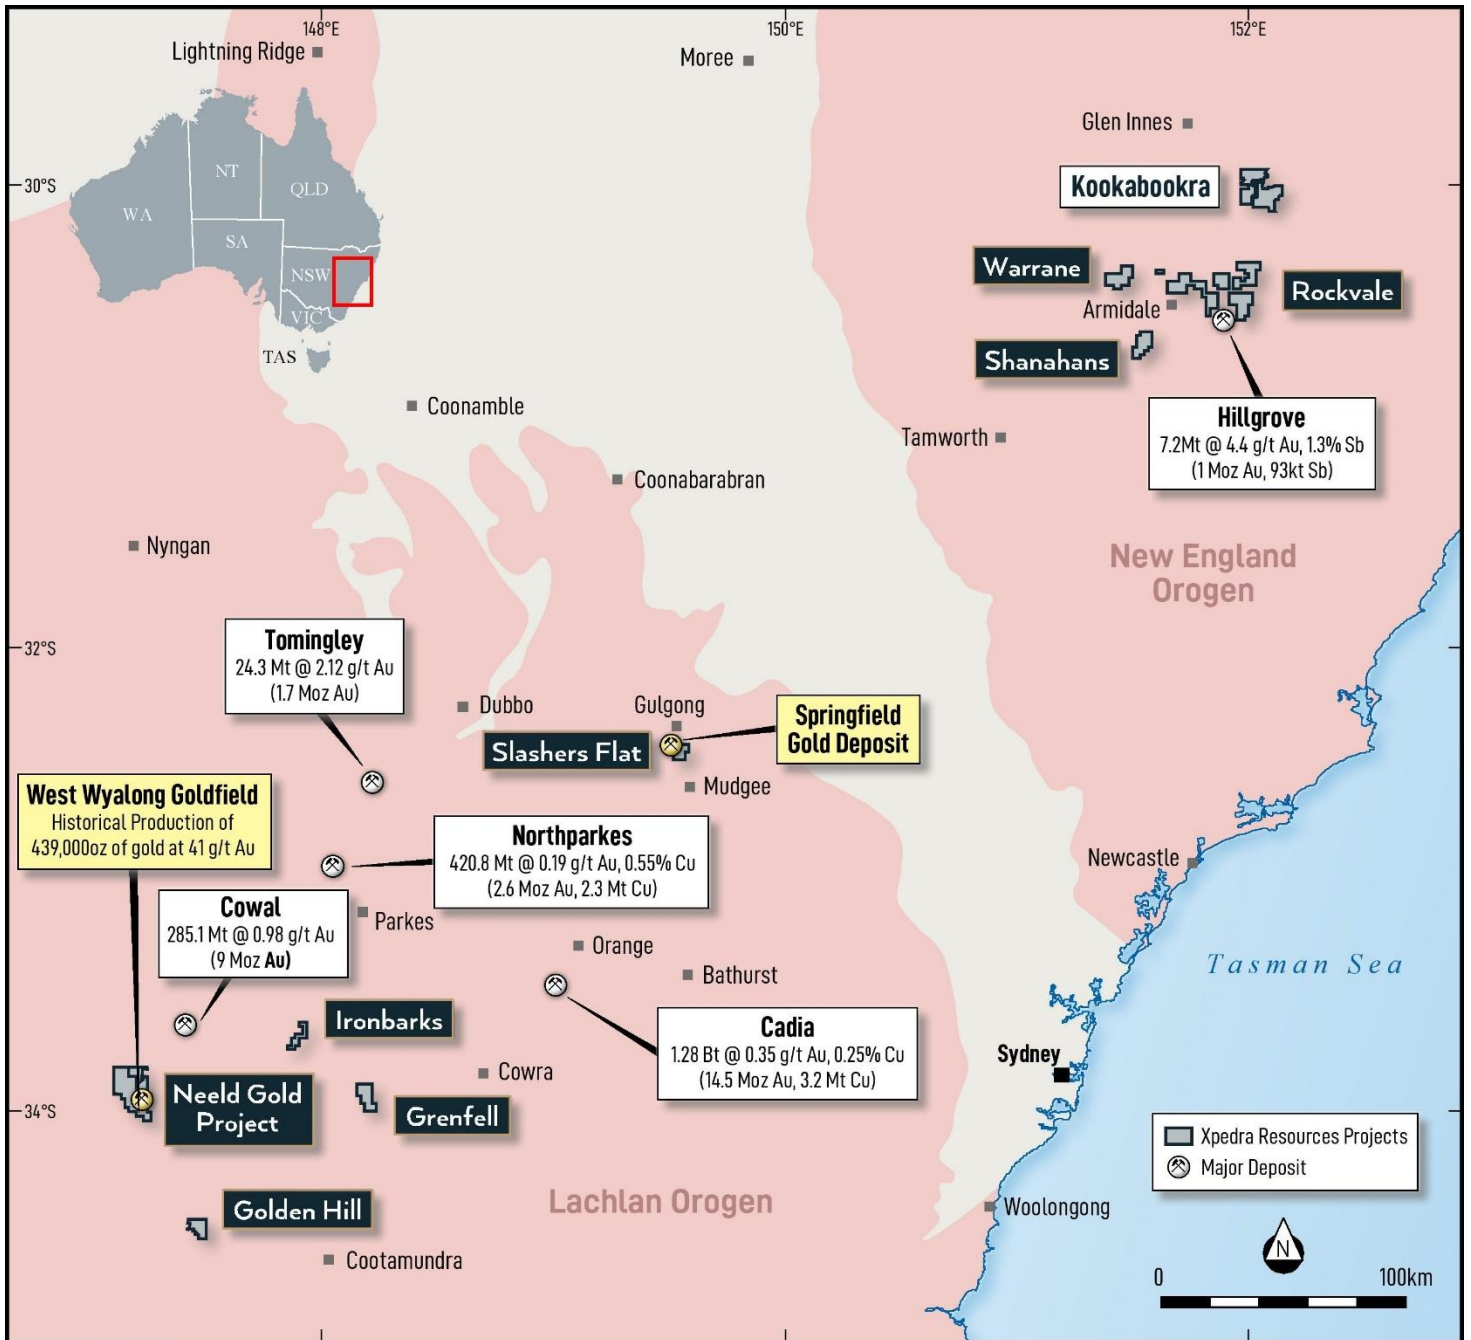 148°E
150°E
152°E
Lightning Ridge
Moree
Glen Innes
30°S
Kookabookra
NT
QLD
WA
SA
NSW
VIC
TAS
Warrane
Rockvale
Armidale
Shanahans
Hillgrove
7.2Mt @ 4.4 g/t Au, 1.3% Sb
(1 Moz Au, 93kt Sb)
Coonamble
Tamworth
Coonabarabran
Nyngan
New England
Orogen
32°S
Tomingley
24.3 Mt @ 2.12 g/t Au
(1.7 Moz Au)
Dubbo
Gulgong
Springfield
Gold Deposit
Slashers Flat
Mudgee
West Wyalong Goldfield
Historical Production of
439,000oz of gold at 41 g/t Au
Northparkes
420.8 Mt @ 0.19 g/t Au, 0.55% Cu
(2.6 Moz Au, 2.3 Mt Cu)
Newcastle
Cowal
285.1 Mt @ 0.98 g/t Au
(9 Moz Au)
Parkes
Orange
Bathurst
Tasman Sea
Ironbarks
Cadia
1.28 Bt @ 0.35 g/t Au, 0.25% Cu
(14.5 Moz Au, 3.2 Mt Cu)
Sydney
Cowra
Neeld Gold
Project
Grenfell
34°S
Xpedra Resources Projects
Major Deposit
Golden Hill
Lachlan Orogen
Woolongong
Cootamundra
N
0
100km